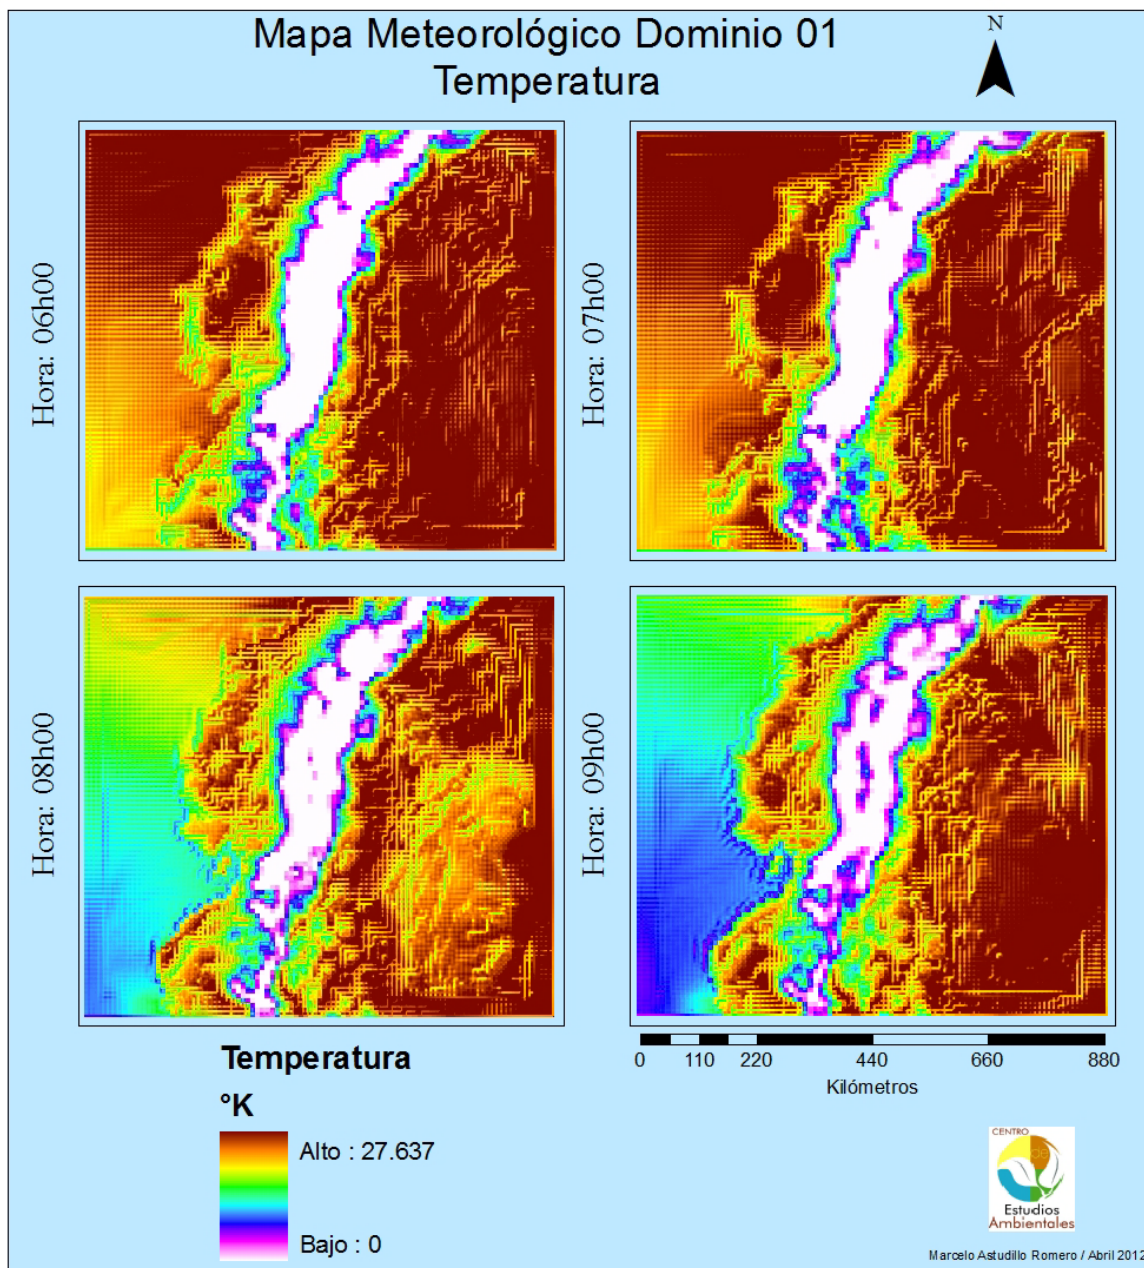 Mapa Meteorológico Dominio 01
Temperatura
N
Hora: 06h00
Hora: 07h00
Hora: 08h00
Hora: 09h00
Temperatura
°K
Alto : 27.637
Bajo : 0
0 110 220 440 660 880
Kilómetros
CENTRO
de
Estudios
Ambientales
Marcelo Astudillo Romero / Abril 2012